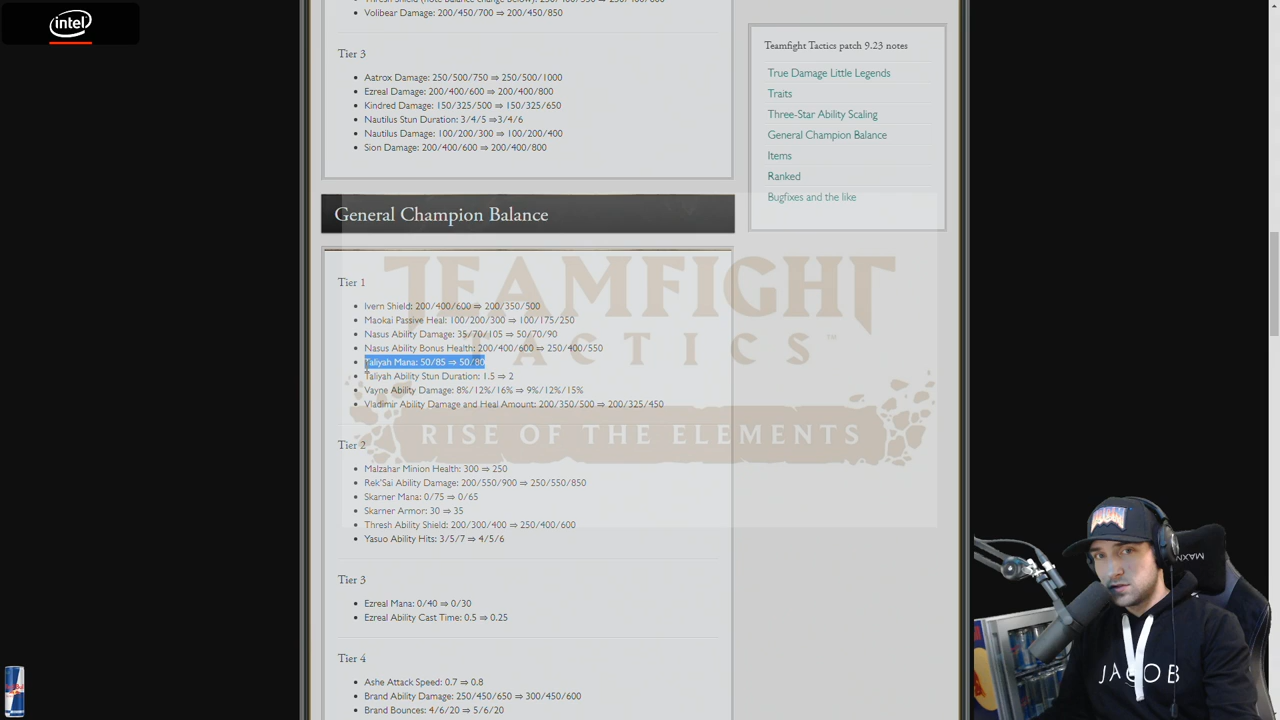 intel
Volibear Damage: 200/450/700 ⇒ 200/450/850
Tier 3
Aatrox Damage: 250/500/750 ⇒ 250/500/1000
Ezreal Damage: 200/400/600 ⇒ 200/400/800
Kindred Damage: 150/325/500 ⇒ 150/325/650
Nautilus Stun Duration: 3/4/5 ⇒3/4/6
Nautilus Damage: 100/200/300 ⇒ 100/200/400
Sion Damage: 200/400/600 ⇒ 200/400/800
Teamfight Tactics patch 9.23 notes
True Damage Little Legends
Traits
Three-Star Ability Scaling
General Champion Balance
Items
Ranked
Bugfixes and the like
General Champion Balance
TEAMFIGHT
TACTICS
RISE OF THE ELEMENTS
Tier 1
Ivern Shield: 200/400/600 ⇒ 200/350/500
Maokai Passive Heal: 100/200/300 ⇒ 100/175/250
Nasus Ability Damage: 35/70/105 ⇒ 50/70/90
Nasus Ability Bonus Health: 200/400/600 ⇒ 250/400/550
Taliyah Mana: 50/85 ⇒ 50/80
Taliyah Ability Stun Duration: 1.5 ⇒ 2
Vayne Ability Damage: 8%/12%/16% ⇒ 9%/12%/15%
Vladimir Ability Damage and Heal Amount: 200/350/500 ⇒ 200/325/450
Tier 2
Malzahar Minion Health: 300 ⇒ 250
Rek'Sai Ability Damage: 200/550/900 ⇒ 250/550/850
Skarner Mana: 0/75 ⇒ 0/65
Skarner Armor: 30 ⇒ 35
Thresh Ability Shield: 200/300/400 ⇒ 250/400/600
Yasuo Ability Hits: 3/5/7 ⇒ 4/5/6
Tier 3
Ezreal Mana: 0/40 ⇒ 0/30
Ezreal Ability Cast Time: 0.5 ⇒ 0.25
Tier 4
Ashe Attack Speed: 0.7 ⇒ 0.8
Brand Ability Damage: 250/450/650 ⇒ 300/450/600
Brand Bounces: 4/6/20 ⇒ 5/6/20
JACOB